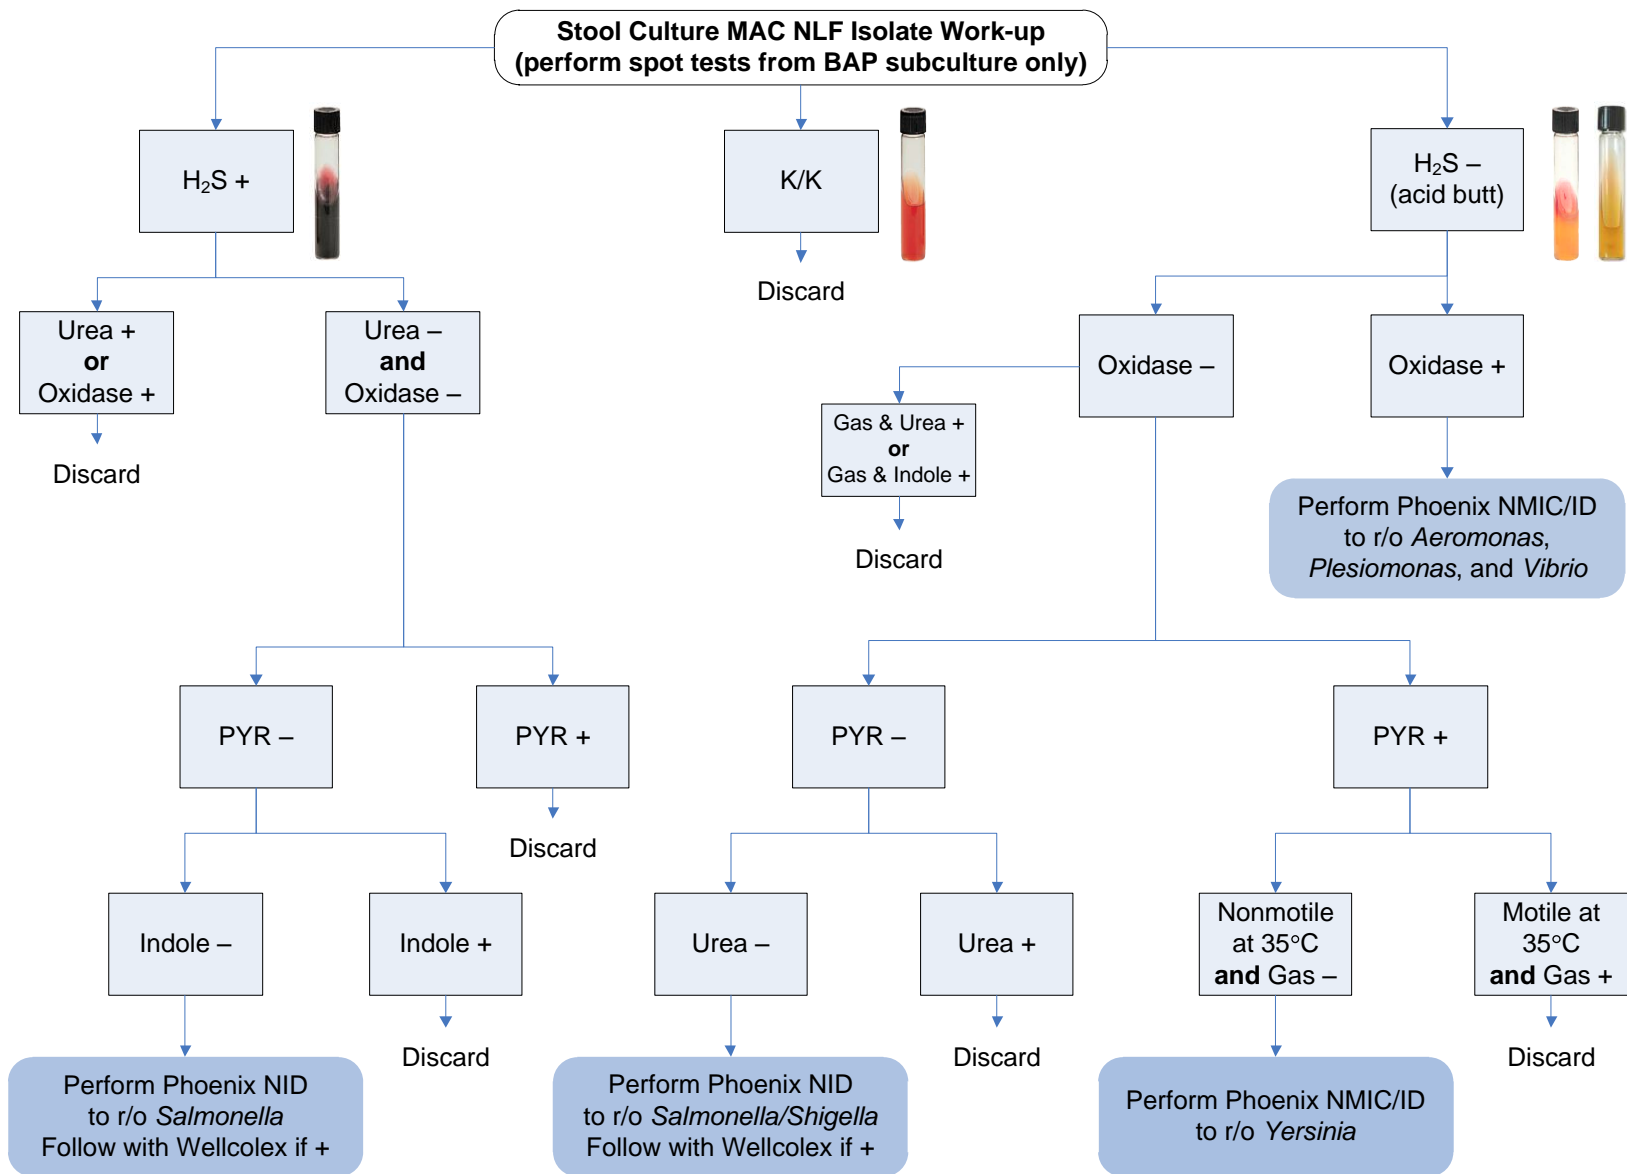 Stool Culture MAC NLF Isolate Work-up
(perform spot tests from BAP subculture only)
H₂S +
K/K
H₂S –
(acid butt)
Discard
Urea +
or
Oxidase +
Urea –
and
Oxidase –
Oxidase –
Oxidase +
Discard
Gas & Urea +
or
Gas & Indole +
Discard
Perform Phoenix NMIC/ID
to r/o Aeromonas,
Plesiomonas, and Vibrio
PYR –
PYR +
PYR –
PYR +
Discard
Indole –
Indole +
Urea –
Urea +
Nonmotile
at 35°C
and Gas –
Motile at
35°C
and Gas +
Discard
Discard
Discard
Perform Phoenix NID
to r/o Salmonella
Follow with Wellcolex if +
Perform Phoenix NID
to r/o Salmonella/Shigella
Follow with Wellcolex if +
Perform Phoenix NMIC/ID
to r/o Yersinia